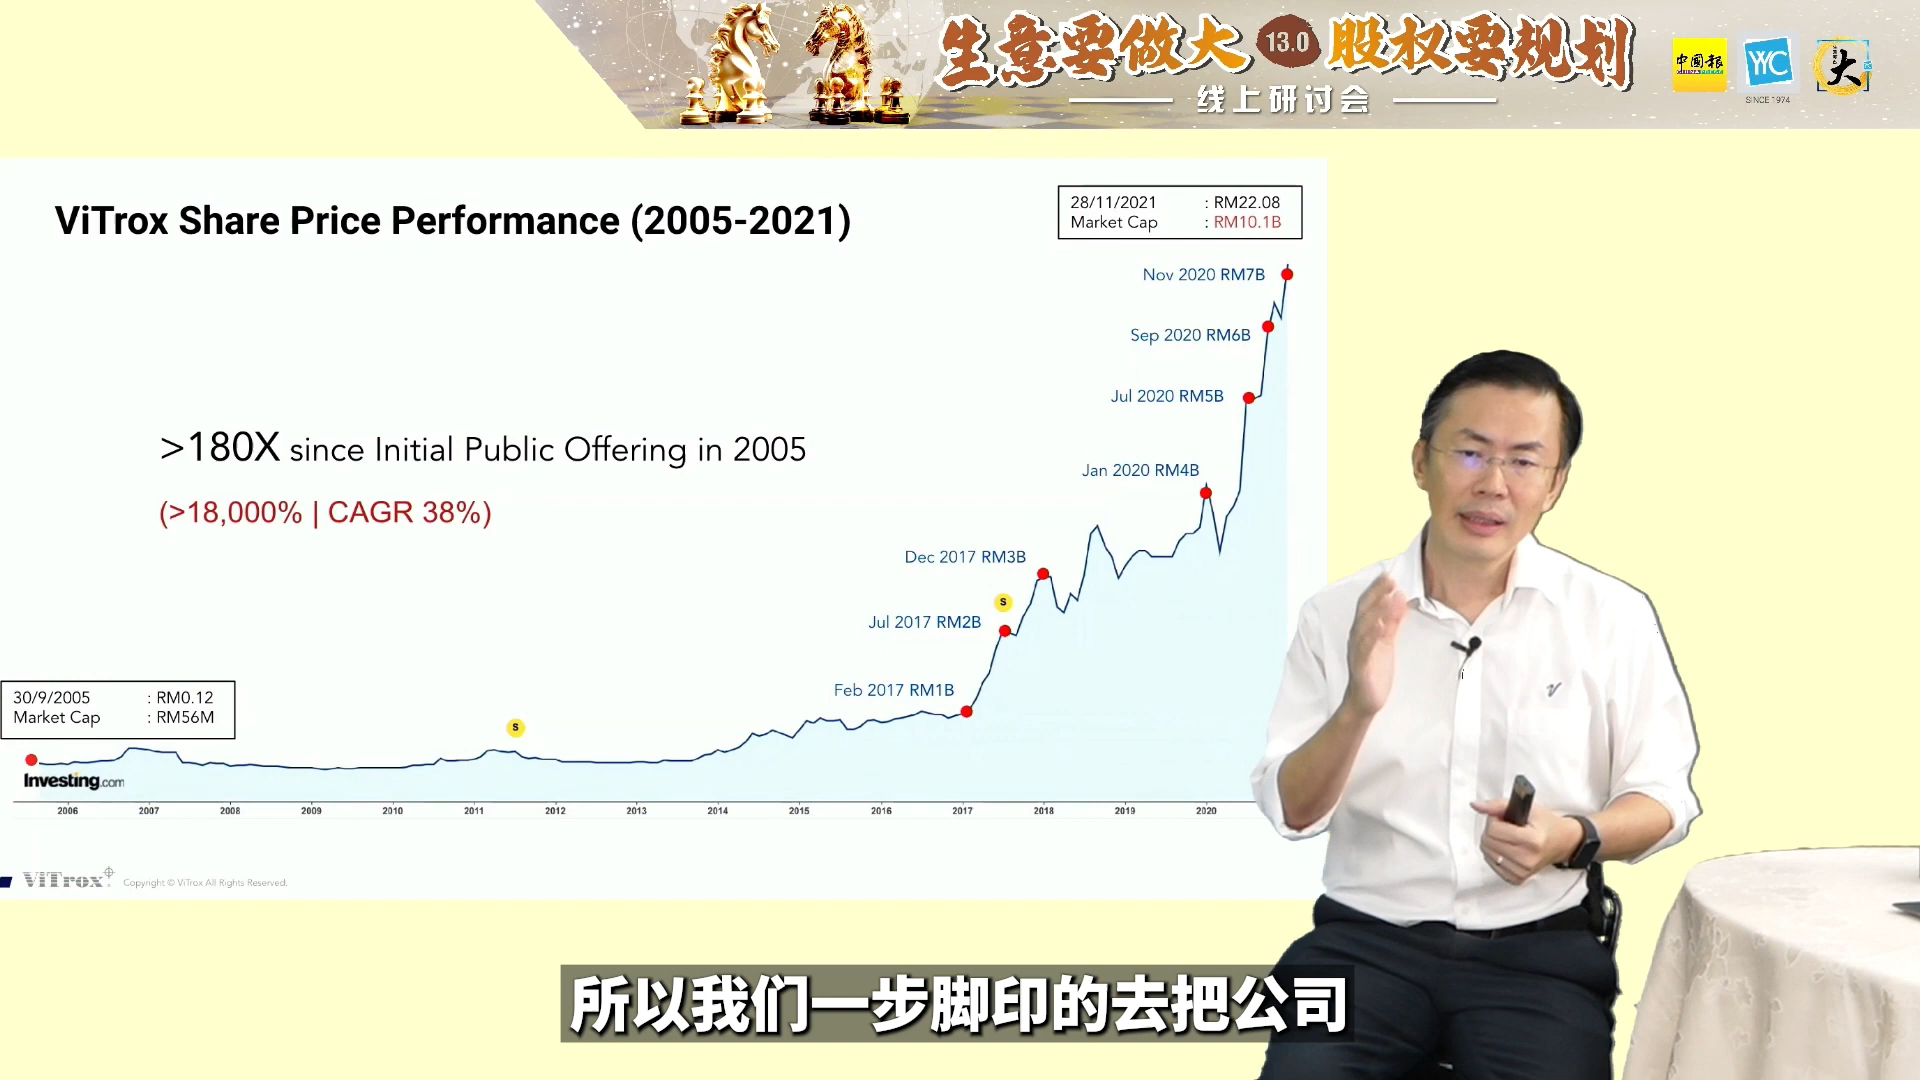 生意要做大 13.0 股权要规划
线上研讨会
中國報
YYC
SINCE 1974
大
ViTrox Share Price Performance (2005-2021)
28/11/2021 : RM22.08
Market Cap : RM10.1B
Nov 2020 RM7B
Sep 2020 RM6B
Jul 2020 RM5B
>180X since Initial Public Offering in 2005
Jan 2020 RM4B
(>18,000% | CAGR 38%)
Dec 2017 RM3B
S
Jul 2017 RM2B
Feb 2017 RM1B
30/9/2005 : RM0.12
Market Cap : RM56M
S
Investing.com
2006 2007 2008 2009 2010 2011 2012 2013 2014 2015 2016 2017 2018 2019 2020
ViTrox Copyright © ViTrox All Rights Reserved.
所以我们一步脚印的去把公司